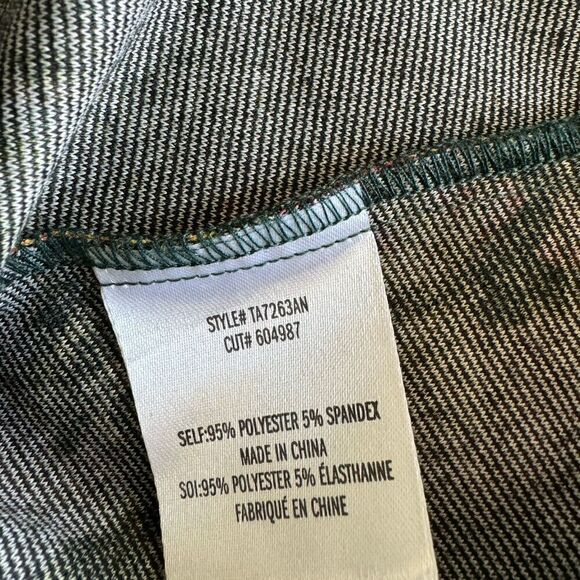 STYLE# TA7263AN
CUT# 604987
SELF:95% POLYESTER 5% SPANDEX
MADE IN CHINA
SOI:95% POLYESTER 5% ÉLASTHANNE
FABRIQUÉ EN CHINE